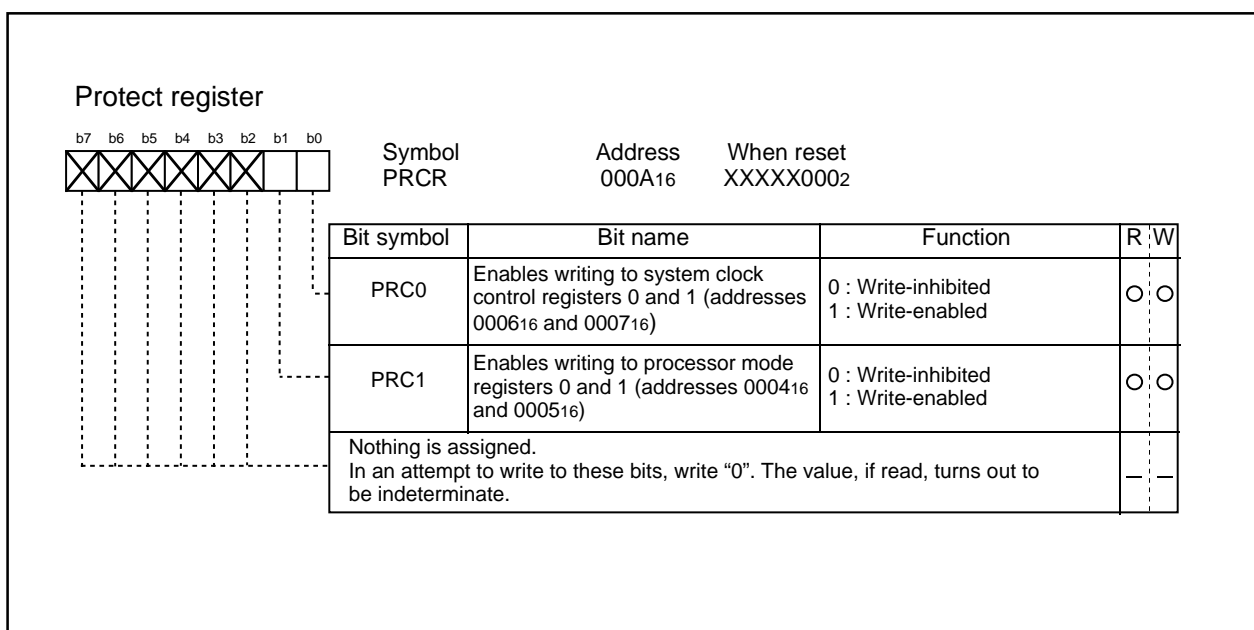 Protect register
b7 b6 b5 b4 b3 b2 b1 b0
Symbol Address When reset
PRCR 000A16 XXXXX0002
Bit symbol Bit name Function R W
PRC0 Enables writing to system clock control registers 0 and 1 (addresses 000616 and 000716) 0 : Write-inhibited 1 : Write-enabled
PRC1 Enables writing to processor mode registers 0 and 1 (addresses 000416 and 000516) 0 : Write-inhibited 1 : Write-enabled
Nothing is assigned.
In an attempt to write to these bits, write “0”. The value, if read, turns out to
be indeterminate.